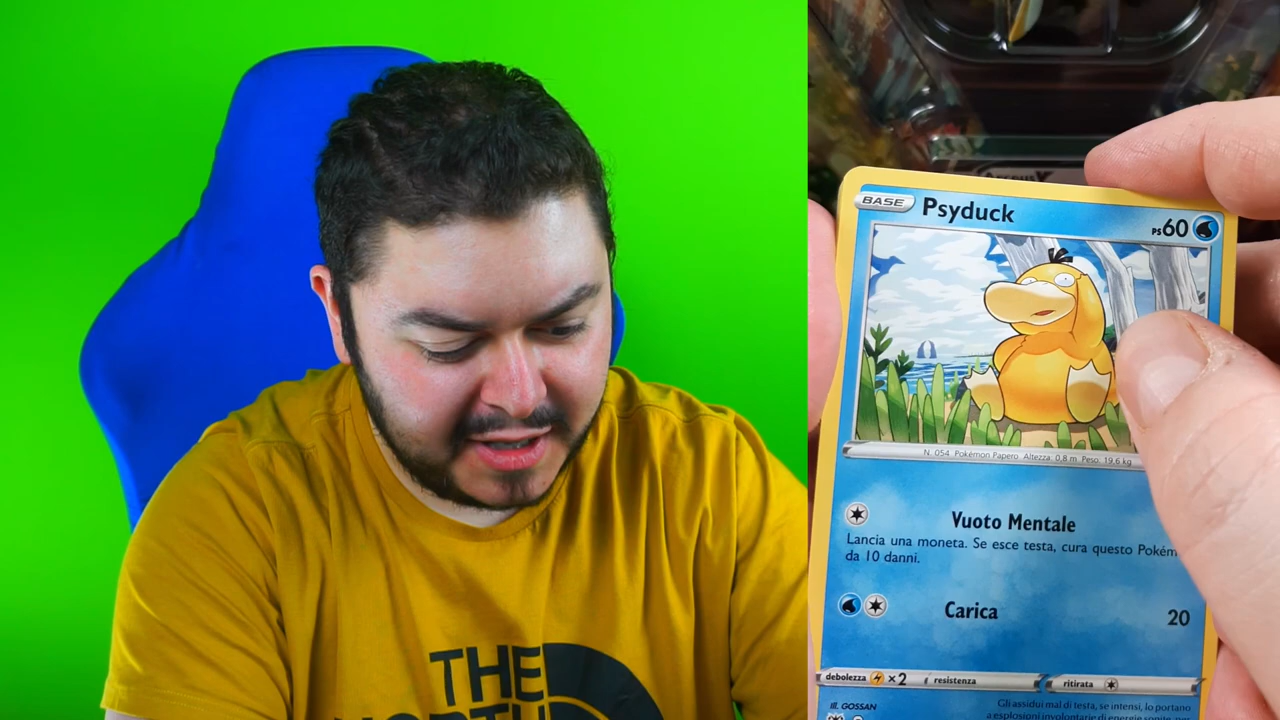 THE
NORTH
BASE Psyduck PS60
N. 054 Pokémon Papero Altezza: 0,8 m Peso: 19,6 kg
Vuoto Mentale
Lancia una moneta. Se esce testa, cura questo Pokém
da 10 danni.
Carica 20
debolezza ×2 resistenza ritirata
Ill. GOSSAN
Gli assidui mal di testa, se intensi, lo portano
a esplosioni involontarie di energie